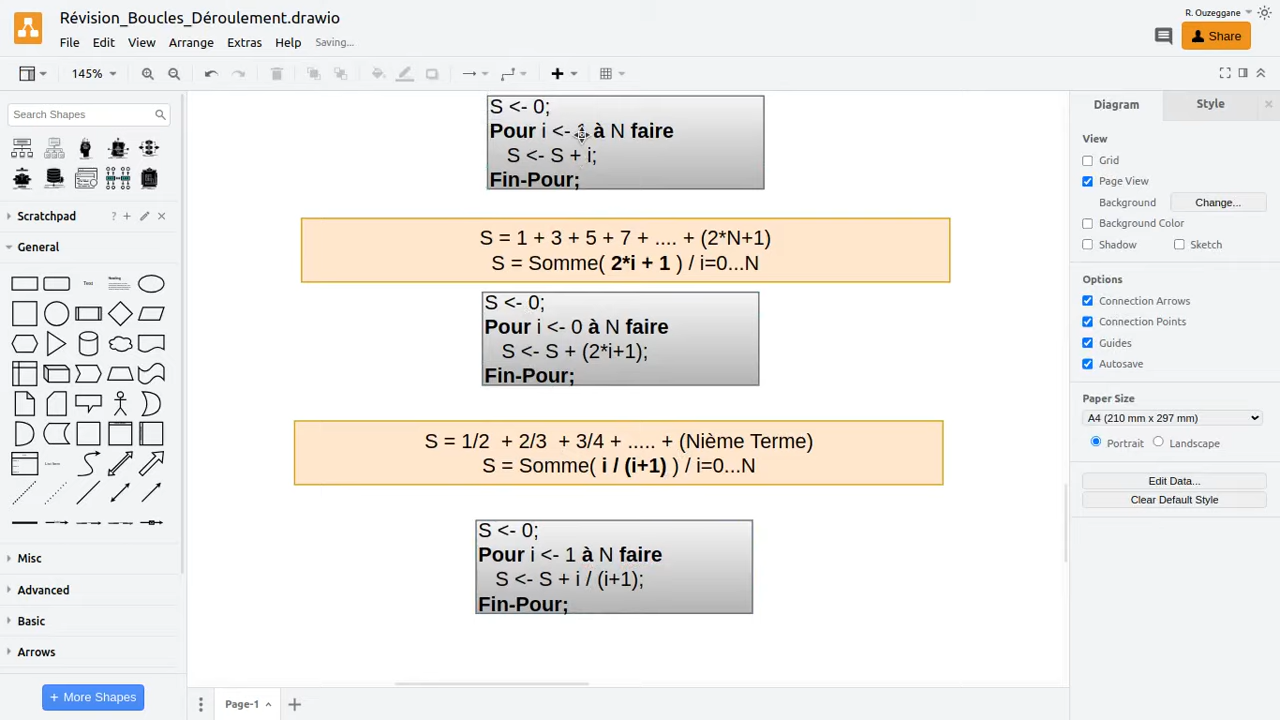 Révision_Boucles_Déroulement.drawio
R. Ouzeggane
File Edit View Arrange Extras Help Saving...
Share
145%
Search Shapes
Scratchpad
General
Text
Heading
List Item
Misc
Advanced
Basic
Arrows
+ More Shapes
S <- 0;
Pour i <- 1 à N faire
S <- S + i;
Fin-Pour;
S = 1 + 3 + 5 + 7 + .... + (2*N+1)
S = Somme( 2*i + 1 ) / i=0...N
S <- 0;
Pour i <- 0 à N faire
S <- S + (2*i+1);
Fin-Pour;
S = 1/2 + 2/3 + 3/4 + ..... + (Nième Terme)
S = Somme( i / (i+1) ) / i=0...N
S <- 0;
Pour i <- 1 à N faire
S <- S + i / (i+1);
Fin-Pour;
Page-1
Diagram
Style
View
Grid
Page View
Background
Change...
Background Color
Shadow
Sketch
Options
Connection Arrows
Connection Points
Guides
Autosave
Paper Size
A4 (210 mm x 297 mm)
Portrait
Landscape
Edit Data...
Clear Default Style